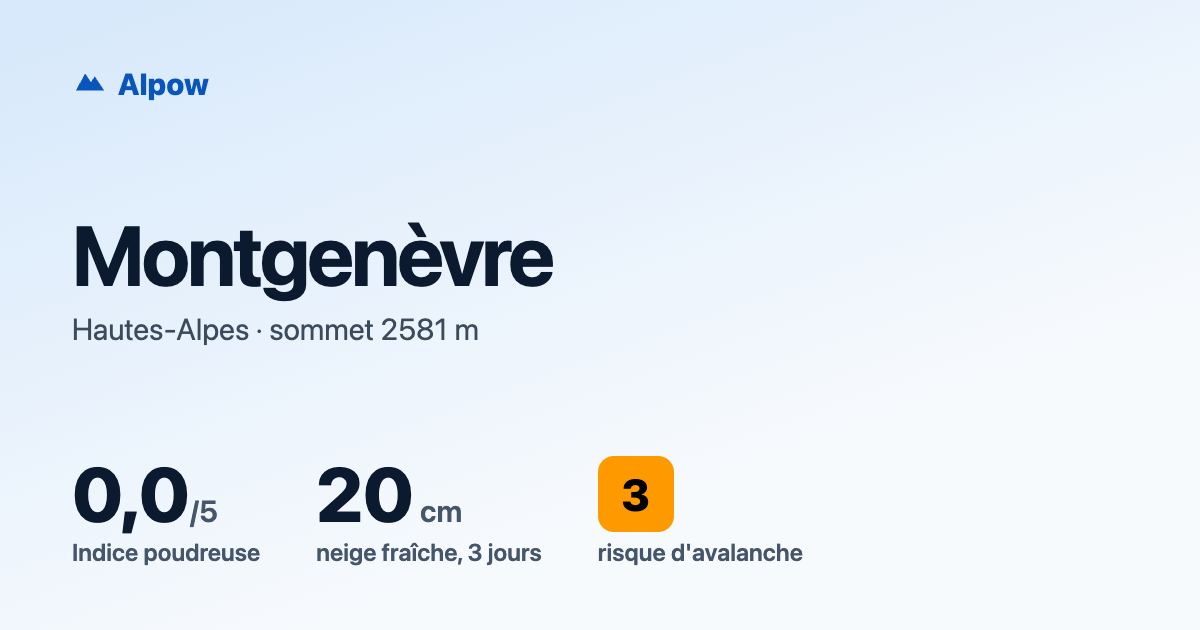 Alpow
Montgenèvre
Hautes-Alpes · sommet 2581 m
0,0/5
Indice poudreuse
20 cm
neige fraîche, 3 jours
3
risque d'avalanche